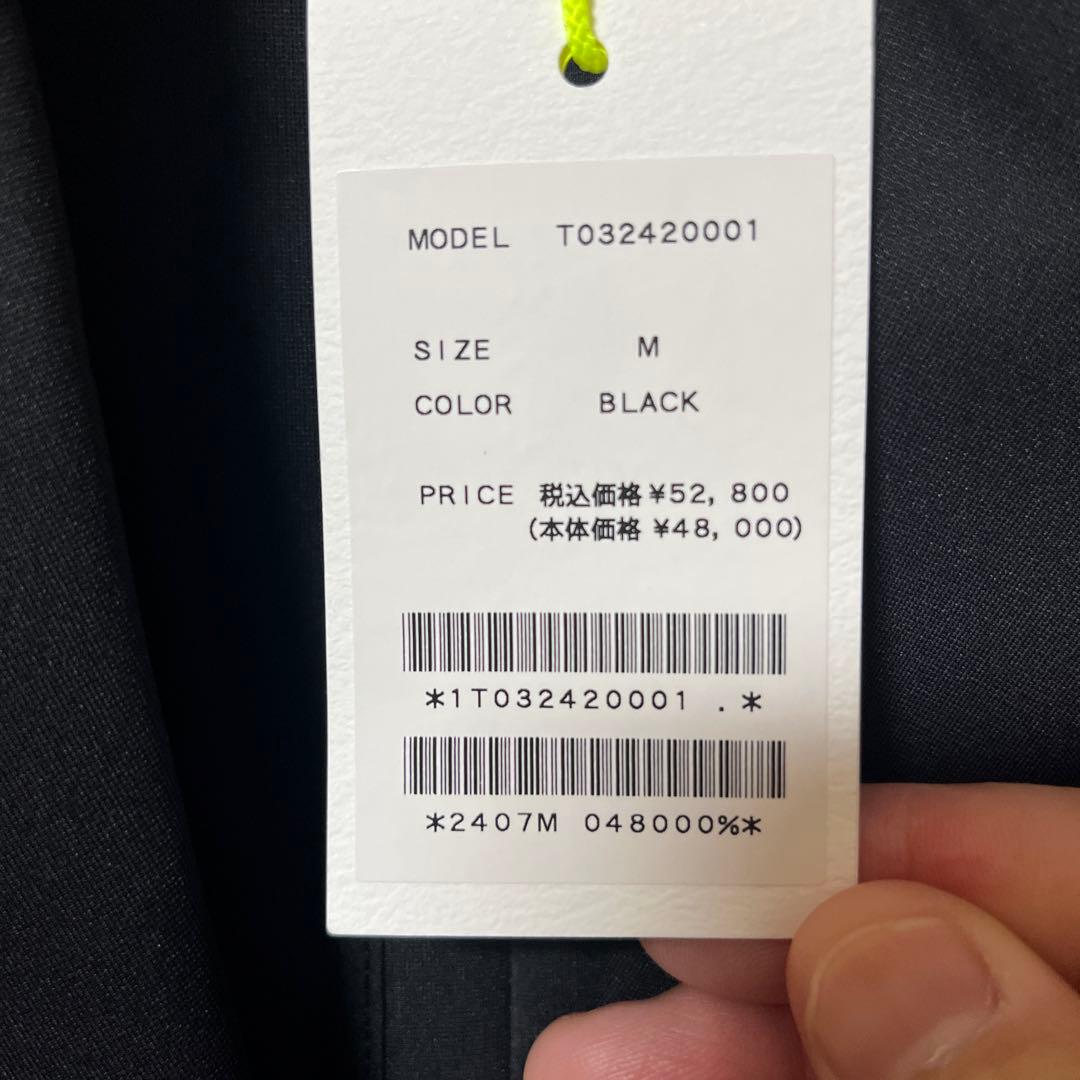 MODEL T032420001
SIZE M
COLOR BLACK
PRICE 税込価格¥52,800
(本体価格 ¥48,000)
*1T032420001 .*
*2407M 048000%*